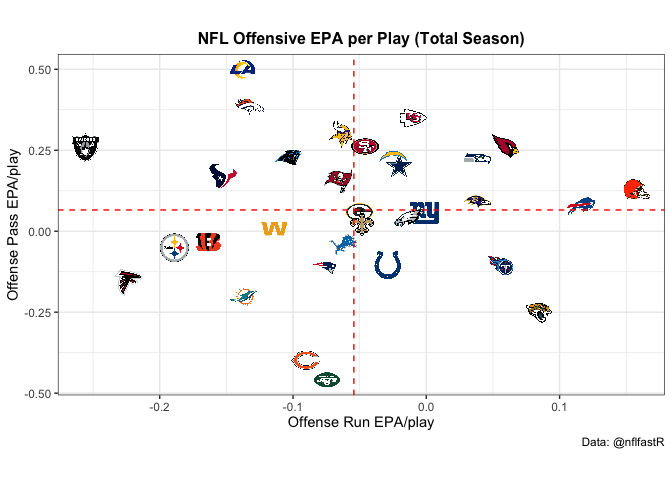 NFL Offensive EPA per Play (Total Season)
Offense Pass EPA/play
0.50
0.25
0.00
-0.25
-0.50
RAIDERS
W
G
ny
-0.2
-0.1
0.0
0.1
Offense Run EPA/play
Data: @nflfastR